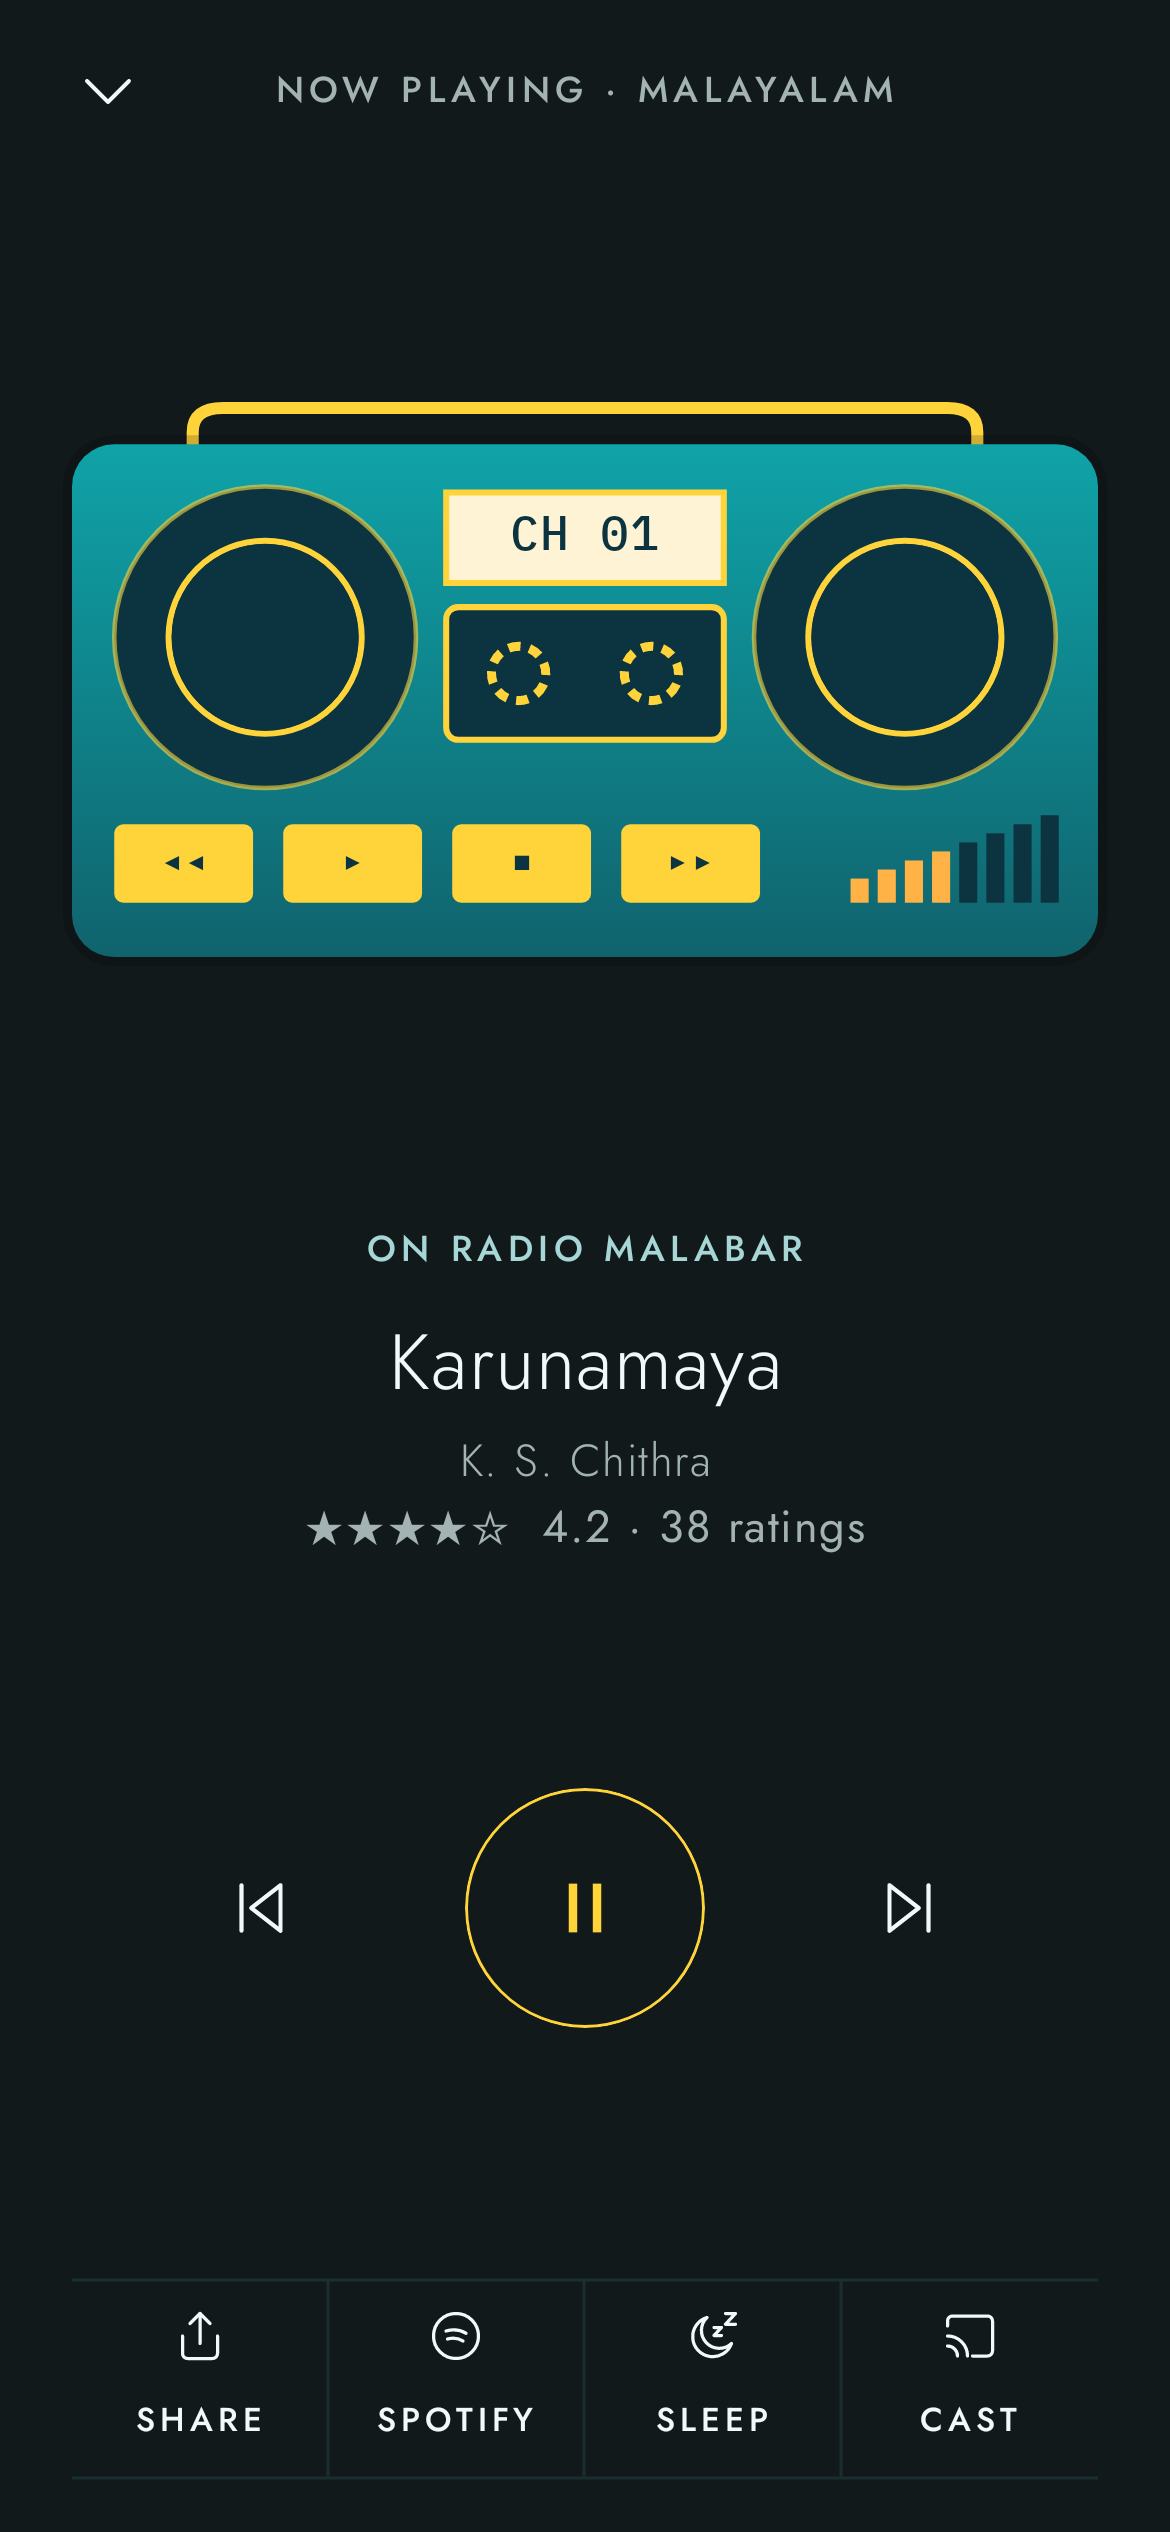 NOW PLAYING · MALAYALAM
CH 01
ON RADIO MALABAR
Karunamaya
K. S. Chithra
★★★★☆ 4.2 · 38 ratings
SHARE SPOTIFY SLEEP CAST